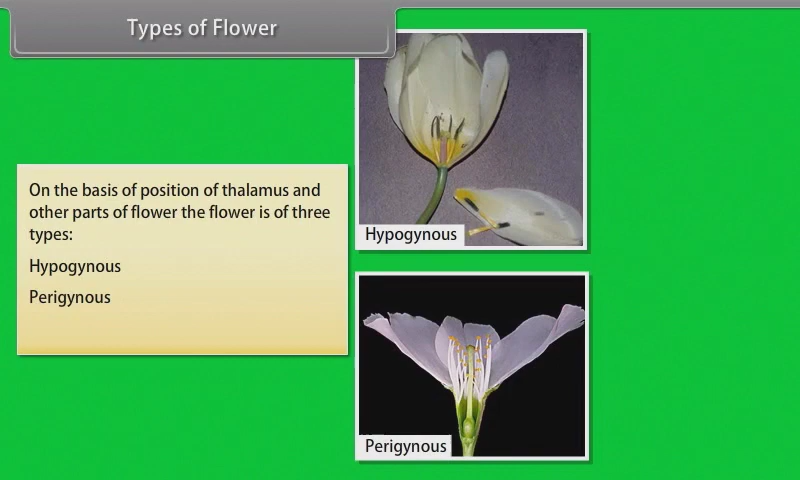 Types of Flower
On the basis of position of thalamus and
other parts of flower the flower is of three
types:
Hypogynous
Perigynous
Hypogynous
Perigynous